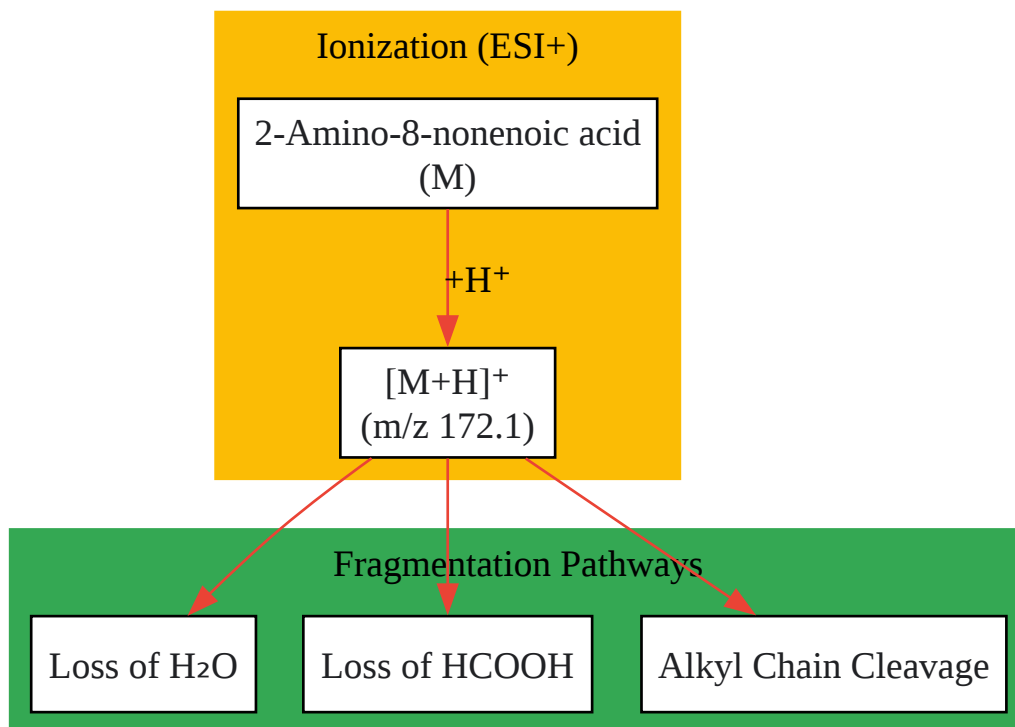 Ionization (ESI+)
2-Amino-8-nonenoic acid
(M)
+H⁺
[M+H]⁺
(m/z 172.1)
Fragmentation Pathways
Loss of H₂O
Loss of HCOOH
Alkyl Chain Cleavage